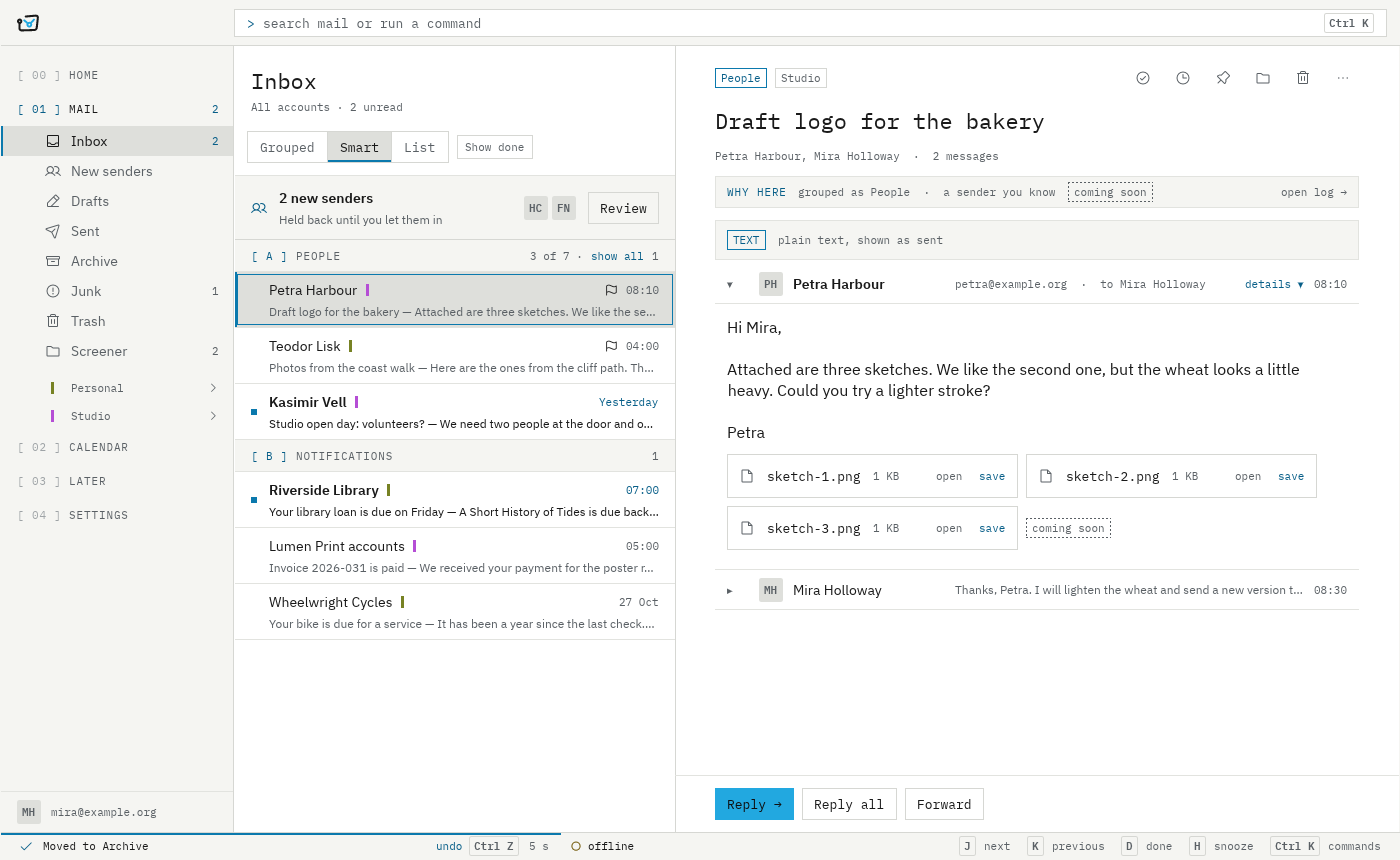 > search mail or run a command Ctrl K
[ 00 ] HOME
[ 01 ] MAIL 2
Inbox 2
New senders
Drafts
Sent
Archive
Junk 1
Trash
Screener 2
Personal
Studio
[ 02 ] CALENDAR
[ 03 ] LATER
[ 04 ] SETTINGS
MH mira@example.org
Inbox
All accounts · 2 unread
Grouped Smart List Show done
2 new senders
Held back until you let them in
HC FN Review
[ A ] PEOPLE 3 of 7 · show all 1
Petra Harbour 08:10
Draft logo for the bakery — Attached are three sketches. We like the se…
Teodor Lisk 04:00
Photos from the coast walk — Here are the ones from the cliff path. Th…
Kasimir Vell Yesterday
Studio open day: volunteers? — We need two people at the door and o…
[ B ] NOTIFICATIONS 1
Riverside Library 07:00
Your library loan is due on Friday — A Short History of Tides is due back…
Lumen Print accounts 05:00
Invoice 2026-031 is paid — We received your payment for the poster r…
Wheelwright Cycles 27 Oct
Your bike is due for a service — It has been a year since the last check.…
People Studio
Draft logo for the bakery
Petra Harbour, Mira Holloway · 2 messages
WHY HERE grouped as People · a sender you know coming soon open log →
TEXT plain text, shown as sent
▾ PH Petra Harbour petra@example.org · to Mira Holloway details ▾ 08:10
Hi Mira,
Attached are three sketches. We like the second one, but the wheat looks a little
heavy. Could you try a lighter stroke?
Petra
sketch-1.png 1 KB open save
sketch-2.png 1 KB open save
sketch-3.png 1 KB open save
coming soon
▸ MH Mira Holloway Thanks, Petra. I will lighten the wheat and send a new version t… 08:30
Reply → Reply all Forward
Moved to Archive undo Ctrl Z 5 s offline J next K previous D done H snooze Ctrl K commands